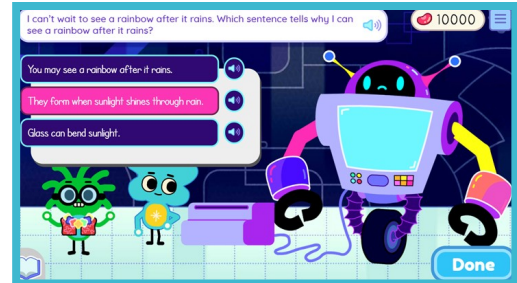 I can't wait to see a rainbow after it rains. Which sentence tells why I can
see a rainbow after it rains?
10000
You may see a rainbow after it rains.
They form when sunlight shines through rain.
Glass can bend sunlight.
Done